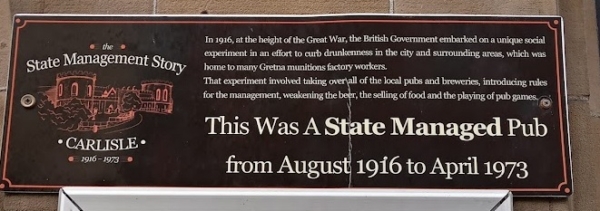 the
State Management Story
• CARLISLE •
• 1916 - 1973 •
In 1916, at the height of the Great War, the British Government embarked on a unique social
experiment in an effort to curb drunkenness in the city and surrounding areas, which was
home to many Gretna munitions factory workers.
That experiment involved taking over all of the local pubs and breweries, introducing rules
for the management, weakening the beer, the selling of food and the playing of pub games.
This Was A State Managed Pub
from August 1916 to April 1973